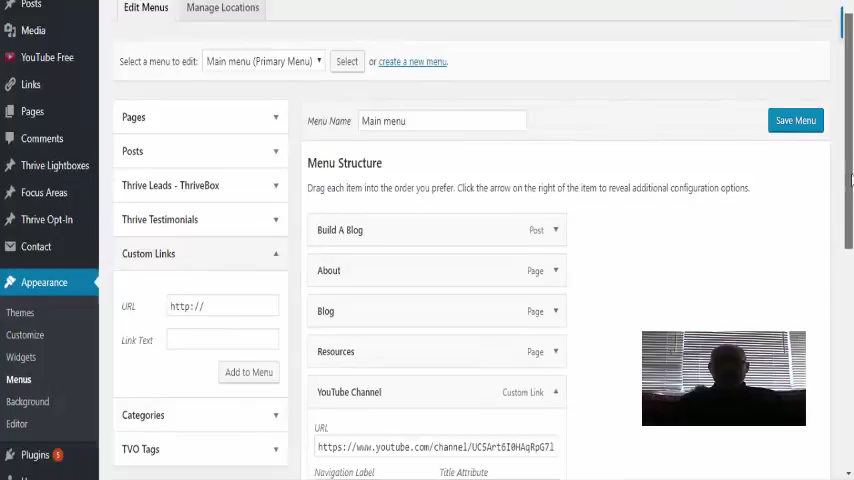 Posts
Edit Menus
Manage Locations
Media
YouTube Free
Select a menu to edit: Main menu (Primary Menu) Select or create a new menu.
Links
Pages
Pages
Menu Name Main menu
Save Menu
Comments
Posts
Menu Structure
Thrive Lightboxes
Thrive Leads - ThriveBox
Drag each item into the order you prefer. Click the arrow on the right of the item to reveal additional configuration options.
Focus Areas
Thrive Opt-In
Thrive Testimonials
Build A Blog Post
Contact
Custom Links
About Page
Appearance
URL http://
Blog Page
Themes
Customize
Link Text
Resources Page
Widgets
Add to Menu
Menus
YouTube Channel Custom Link
Background
Categories
Editor
URL
https://www.youtube.com/channel/UC5Art6I0HAqRpG7l
Plugins 5
TVO Tags
Navigation Label Title Attribute